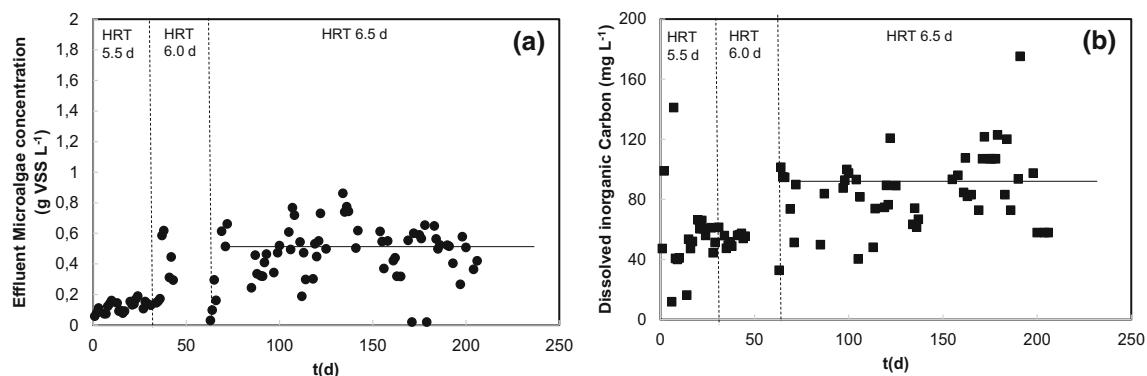 Effluent Microalgae concentration
(g VSS L-1)
2
1,8
1,6
1,4
1,2
1
0,8
0,6
0,4
0,2
0
HRT
5.5 d
HRT
6.0 d
HRT 6.5 d
(a)
0
50
100
150
200
250
t(d)
Dissolved inorganic Carbon (mg L-1)
200
160
120
80
40
0
HRT
5.5 d
HRT
6.0 d
HRT 6.5 d
(b)
0
50
100
150
200
250
t(d)